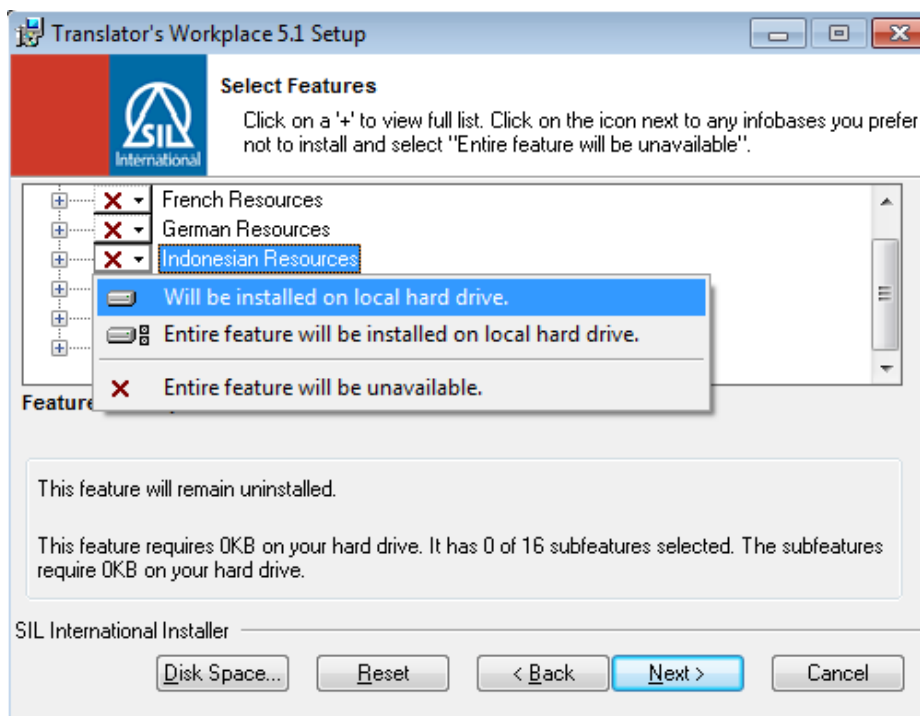 Translator's Workplace 5.1 Setup
SIL
International
Select Features
Click on a '+' to view full list. Click on the icon next to any infobases you prefer
not to install and select "Entire feature will be unavailable".
French Resources
German Resources
Indonesian Resources
Will be installed on local hard drive.
Entire feature will be installed on local hard drive.
Entire feature will be unavailable.
Feature
This feature will remain uninstalled.
This feature requires 0KB on your hard drive. It has 0 of 16 subfeatures selected. The subfeatures
require 0KB on your hard drive.
SIL International Installer
Disk Space...
Reset
< Back
Next >
Cancel